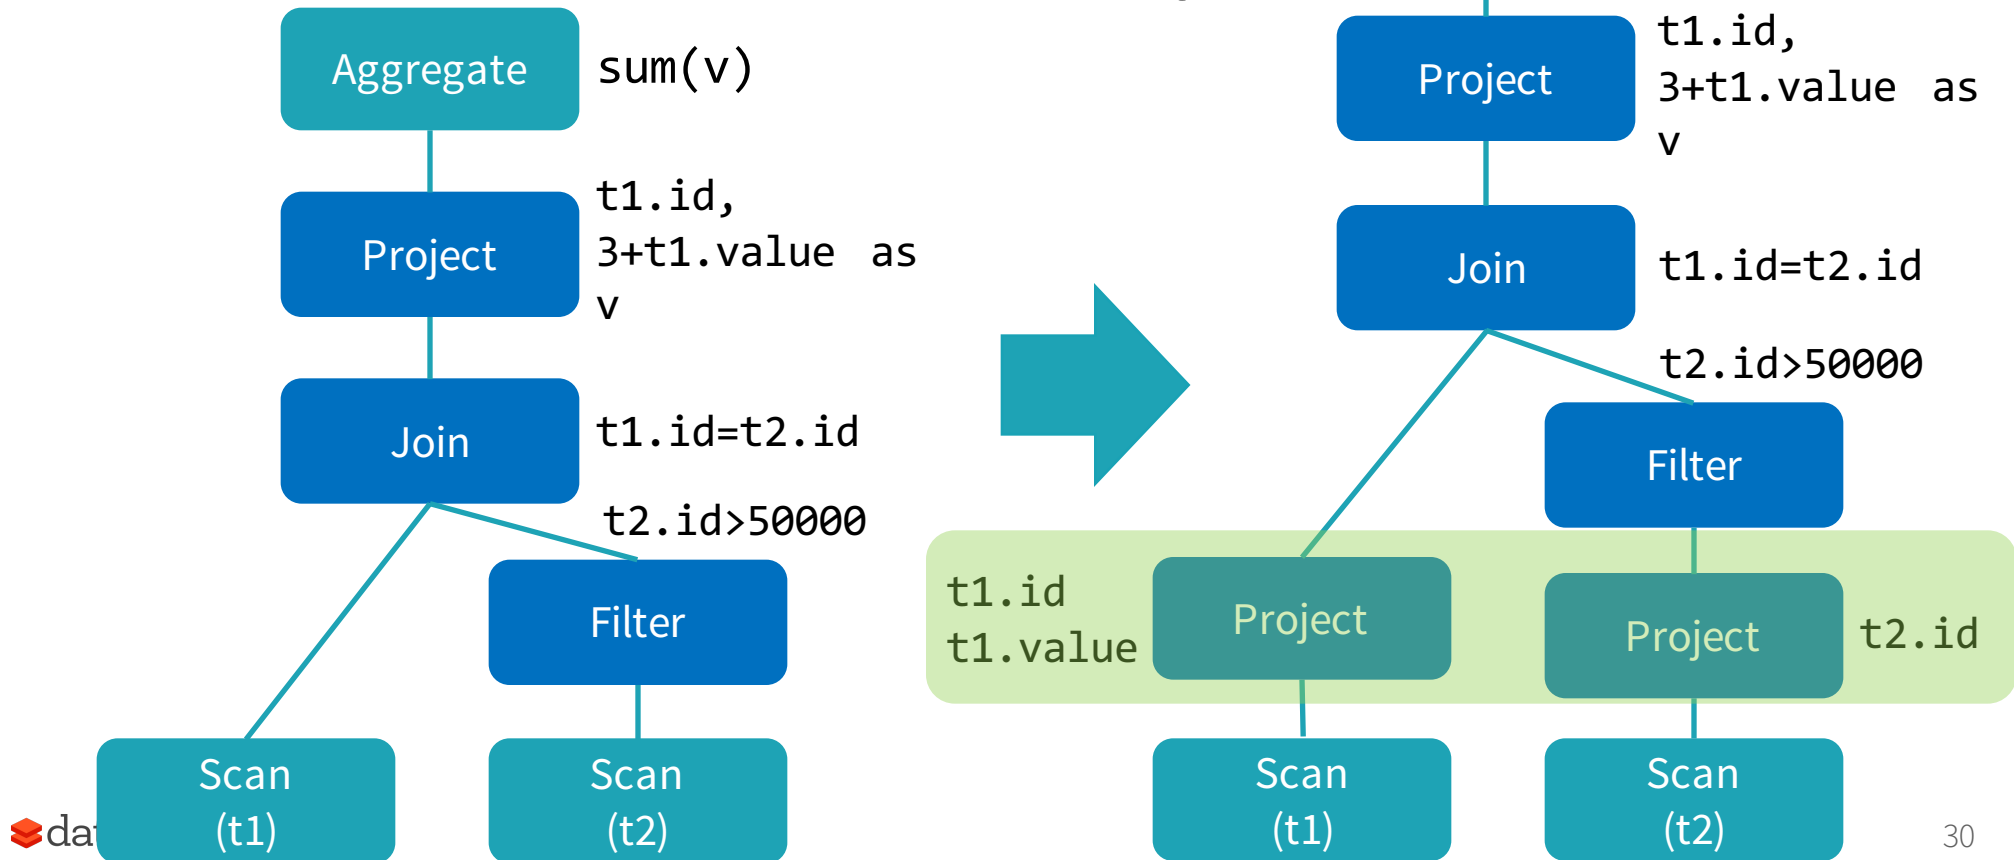 Aggregate
sum(v)
Project
t1.id,
3+t1.value as
v
Join
t1.id=t2.id
t2.id>50000
Filter
Scan
(t1)
Scan
(t2)
Project
t1.id,
3+t1.value as
v
Join
t1.id=t2.id
t2.id>50000
Filter
t1.id
t1.value
Project
Project
t2.id
Scan
(t1)
Scan
(t2)
30